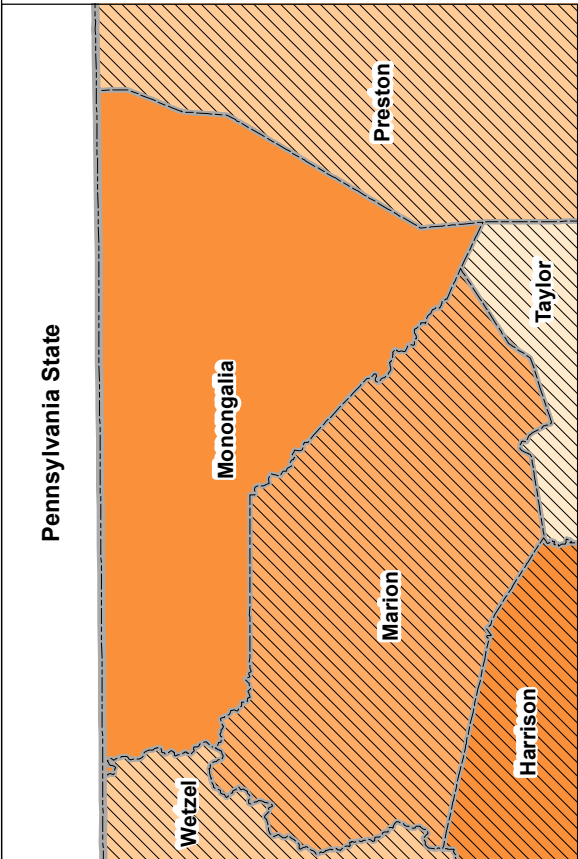 Pennsylvania State
Monongalia
Preston
Wetzel
Marion
Taylor
Harrison